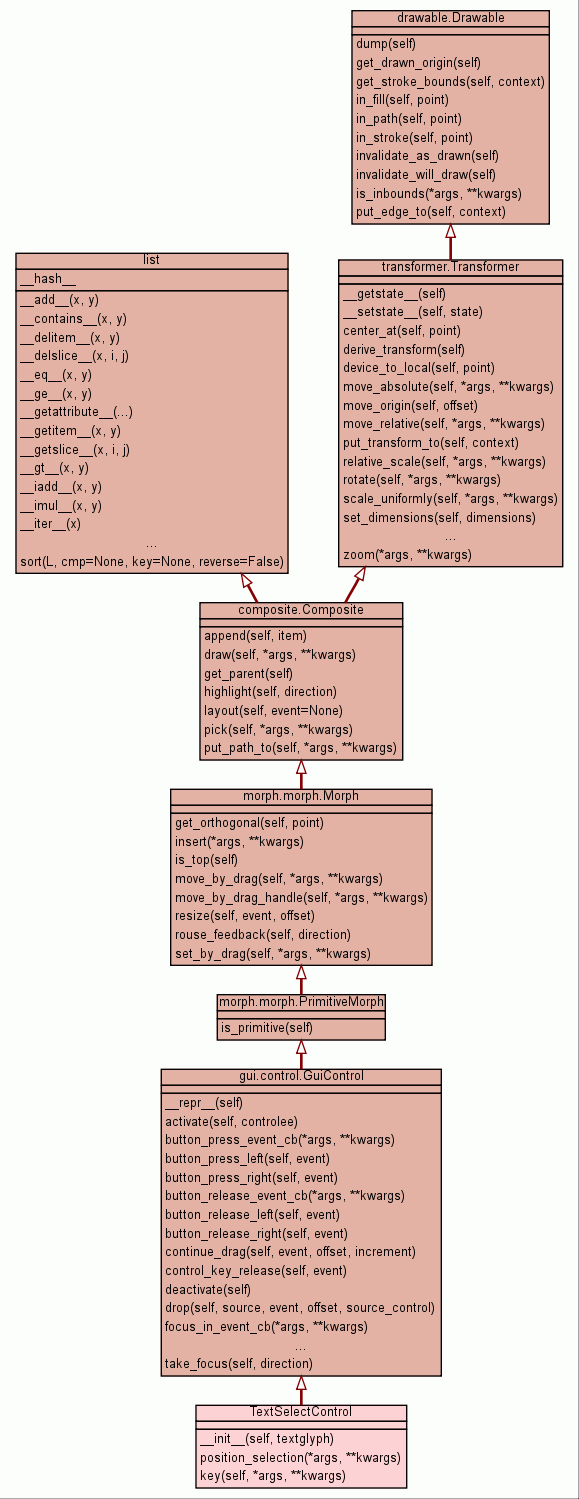 drawable.Drawable
dump(self)
get_drawn_origin(self)
get_stroke_bounds(self, context)
in_fill(self, point)
in_path(self, point)
in_stroke(self, point)
invalidate_as_drawn(self)
invalidate_will_draw(self)
is_inbounds(*args, **kwargs)
put_edge_to(self, context)
list
__hash__
__add__(x, y)
__contains__(x, y)
__delitem__(x, y)
__delslice__(x, i, j)
__eq__(x, y)
__ge__(x, y)
__getattribute__(...)
__getitem__(x, y)
__getslice__(x, i, j)
__gt__(x, y)
__iadd__(x, y)
__imul__(x, y)
__iter__(x)
...
sort(L, cmp=None, key=None, reverse=False)
transformer.Transformer
__getstate__(self)
__setstate__(self, state)
center_at(self, point)
derive_transform(self)
device_to_local(self, point)
move_absolute(self, *args, **kwargs)
move_origin(self, offset)
move_relative(self, *args, **kwargs)
put_transform_to(self, context)
relative_scale(self, *args, **kwargs)
rotate(self, *args, **kwargs)
scale_uniformly(self, *args, **kwargs)
set_dimensions(self, dimensions)
...
zoom(*args, **kwargs)
composite.Composite
append(self, item)
draw(self, *args, **kwargs)
get_parent(self)
highlight(self, direction)
layout(self, event=None)
pick(self, *args, **kwargs)
put_path_to(self, *args, **kwargs)
morph.morph.Morph
get_orthogonal(self, point)
insert(*args, **kwargs)
is_top(self)
move_by_drag(self, *args, **kwargs)
move_by_drag_handle(self, *args, **kwargs)
resize(self, event, offset)
rouse_feedback(self, direction)
set_by_drag(self, *args, **kwargs)
morph.morph.PrimitiveMorph
is_primitive(self)
gui.control.GuiControl
__repr__(self)
activate(self, controlee)
button_press_event_cb(*args, **kwargs)
button_press_left(self, event)
button_press_right(self, event)
button_release_event_cb(*args, **kwargs)
button_release_left(self, event)
button_release_right(self, event)
continue_drag(self, event, offset, increment)
control_key_release(self, event)
deactivate(self)
drop(self, source, event, offset, source_control)
focus_in_event_cb(*args, **kwargs)
...
take_focus(self, direction)
TextSelectControl
__init__(self, textglyph)
position_selection(*args, **kwargs)
key(self, *args, **kwargs)